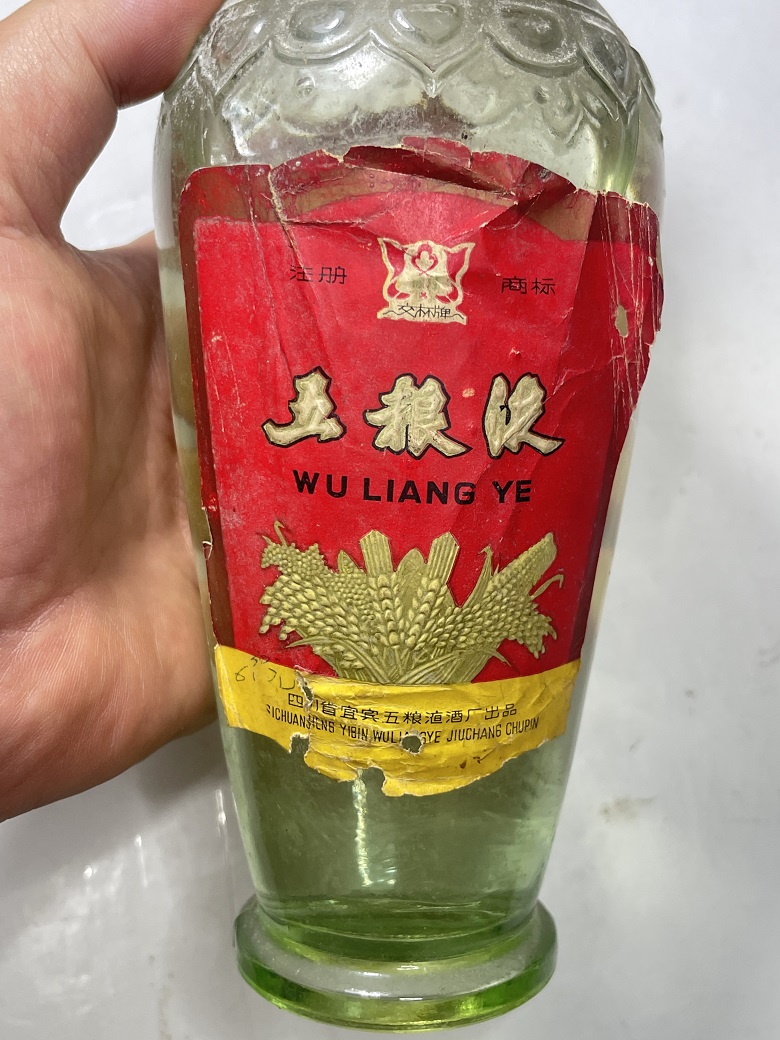 注册 商标
交杯牌
五粮液
WU LIANG YE
四川省宜宾五粮液酒厂出品
SICHUANSHENG YIBIN WULIANGYE JIUCHANG CHUPIN